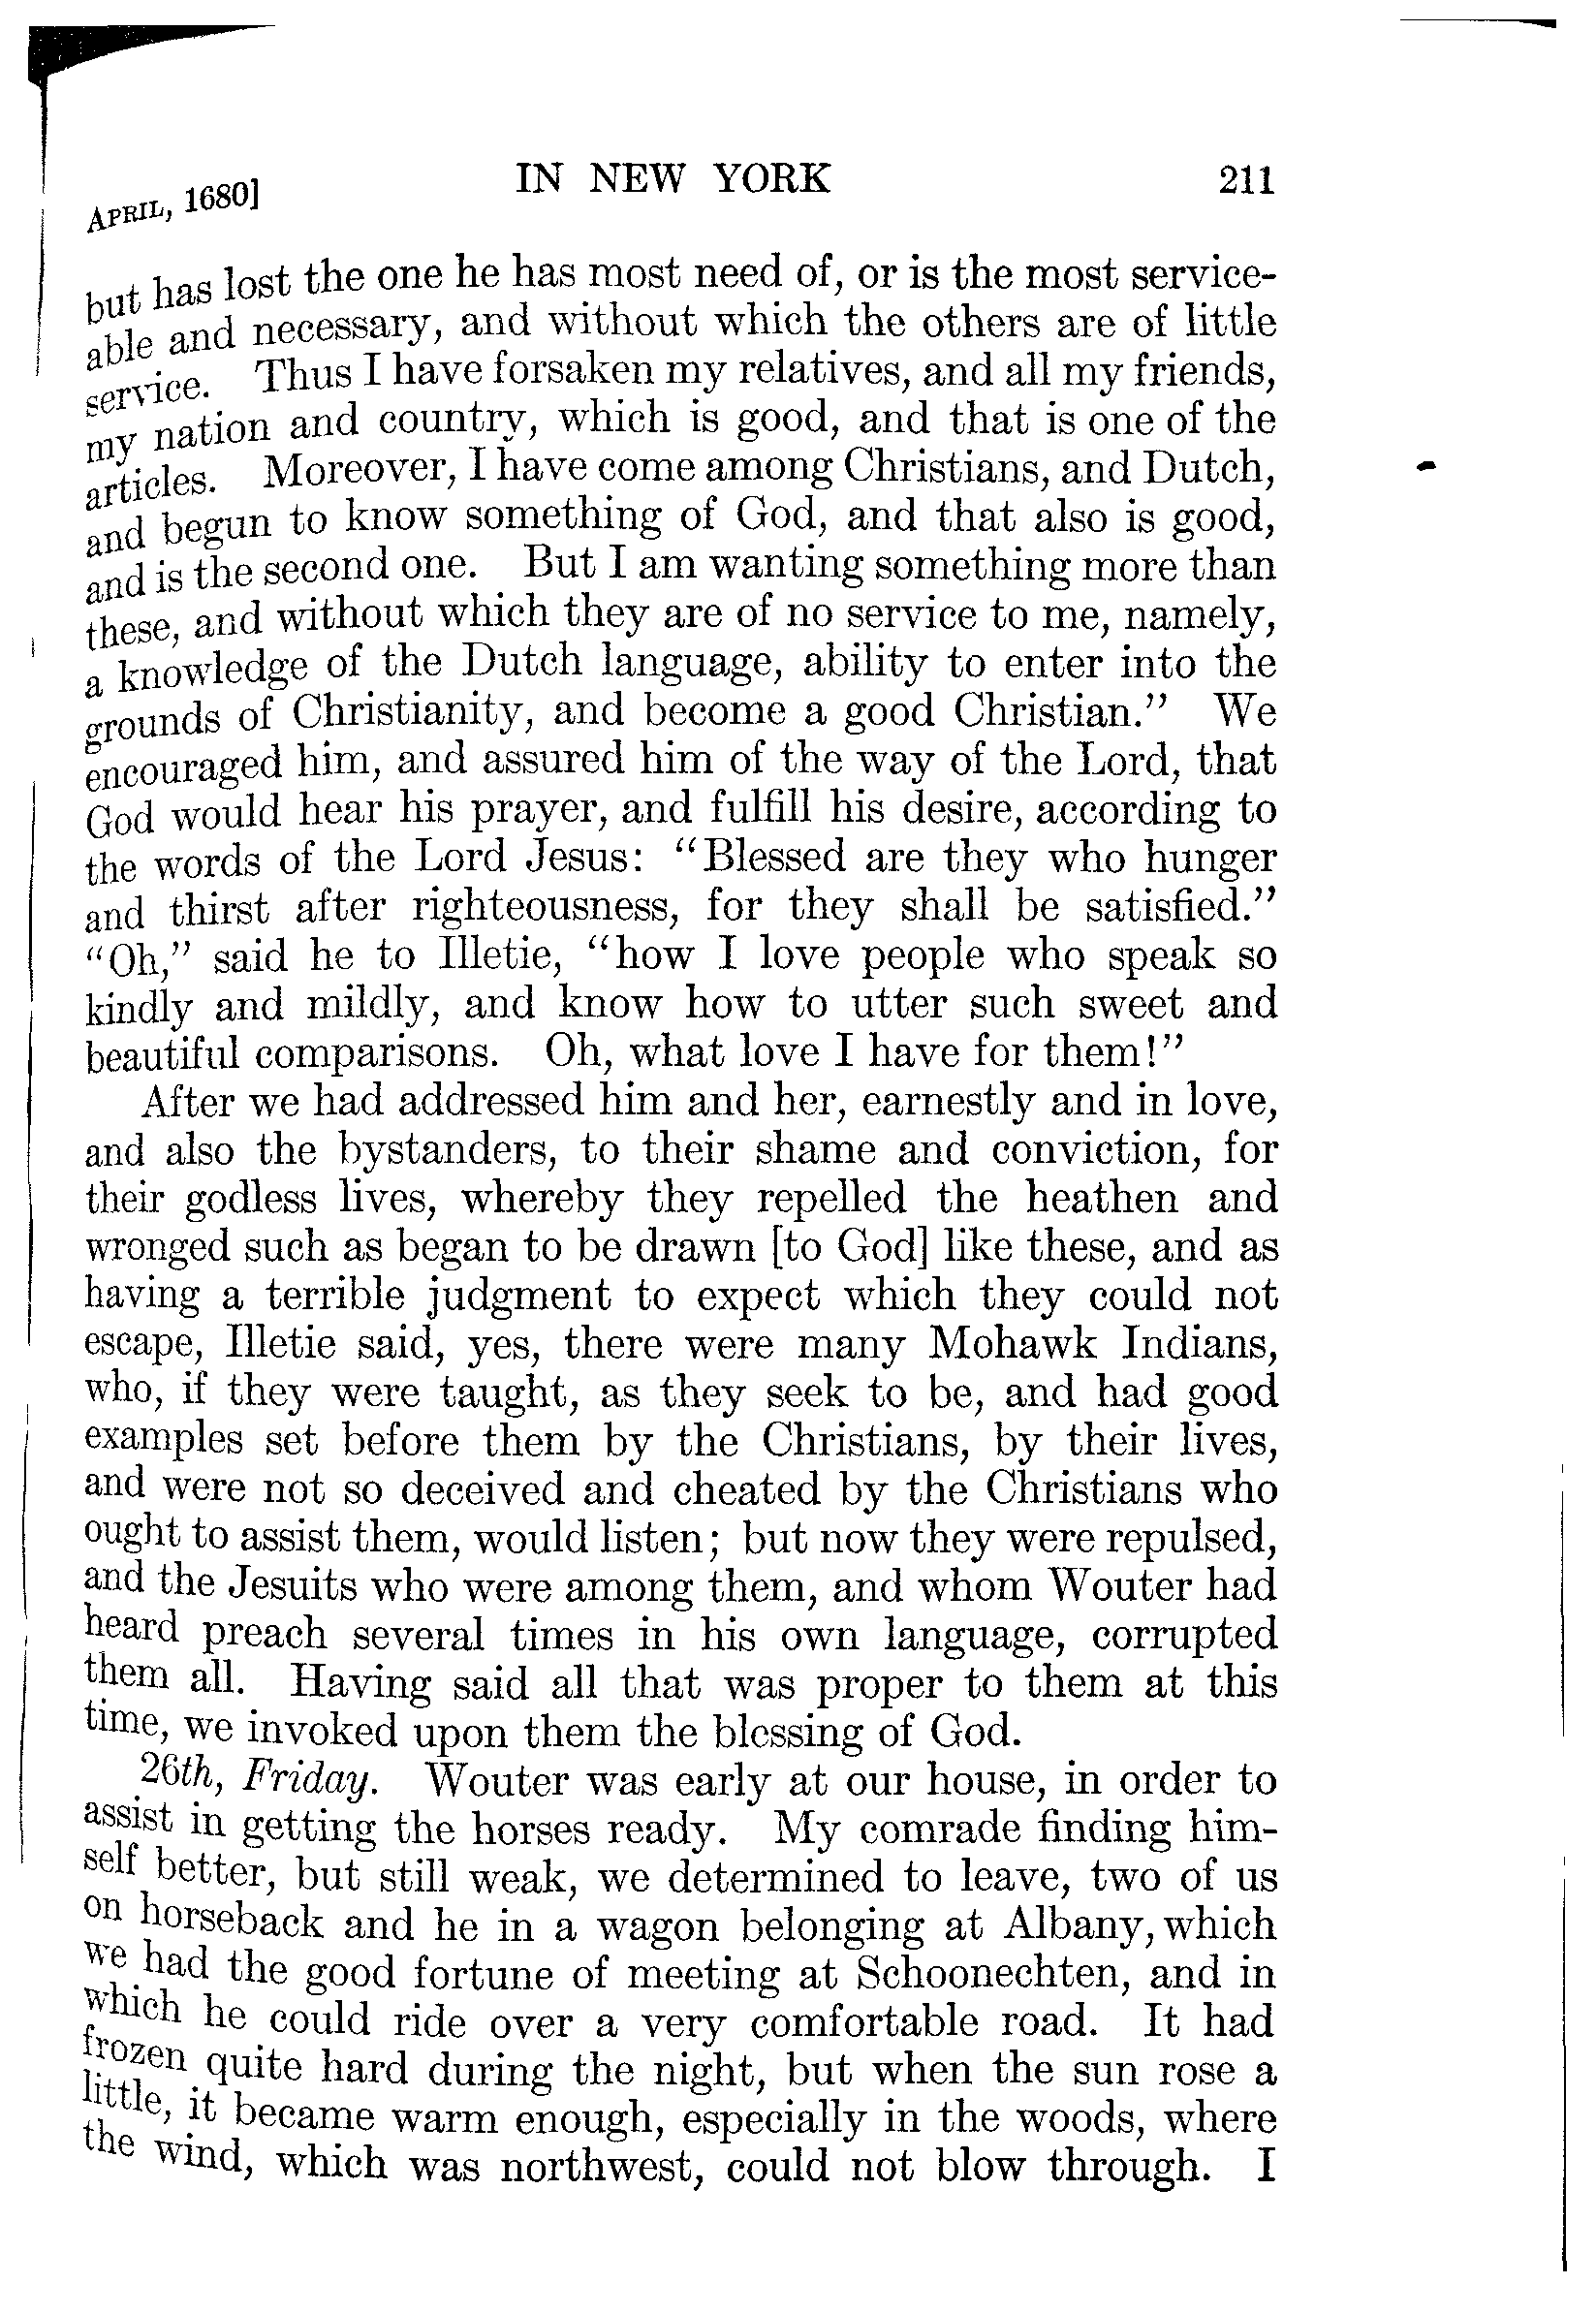 APRIL, 1680] IN NEW YORK 211
but has lost the one he has most need of, or is the most service-
able and necessary, and without which the others are of little
service. Thus I have forsaken my relatives, and all my friends,
my nation and country, which is good, and that is one of the
articles. Moreover, I have come among Christians, and Dutch,
and begun to know something of God, and that also is good,
and is the second one. But I am wanting something more than
these, and without which they are of no service to me, namely,
a knowledge of the Dutch language, ability to enter into the
grounds of Christianity, and become a good Christian.” We
encouraged him, and assured him of the way of the Lord, that
God would hear his prayer, and fulfill his desire, according to
the words of the Lord Jesus: “Blessed are they who hunger
and thirst after righteousness, for they shall be satisfied.”
“Oh,” said he to Illetie, “how I love people who speak so
kindly and mildly, and know how to utter such sweet and
beautiful comparisons. Oh, what love I have for them!”
After we had addressed him and her, earnestly and in love,
and also the bystanders, to their shame and conviction, for
their godless lives, whereby they repelled the heathen and
wronged such as began to be drawn [to God] like these, and as
having a terrible judgment to expect which they could not
escape, Illetie said, yes, there were many Mohawk Indians,
who, if they were taught, as they seek to be, and had good
examples set before them by the Christians, by their lives,
and were not so deceived and cheated by the Christians who
ought to assist them, would listen; but now they were repulsed,
and the Jesuits who were among them, and whom Wouter had
heard preach several times in his own language, corrupted
them all. Having said all that was proper to them at this
time, we invoked upon them the blessing of God.
26th, Friday. Wouter was early at our house, in order to
assist in getting the horses ready. My comrade finding him-
self better, but still weak, we determined to leave, two of us
on horseback and he in a wagon belonging at Albany, which
we had the good fortune of meeting at Schoonechten, and in
which he could ride over a very comfortable road. It had
frozen quite hard during the night, but when the sun rose a
little, it became warm enough, especially in the woods, where
the wind, which was northwest, could not blow through. I